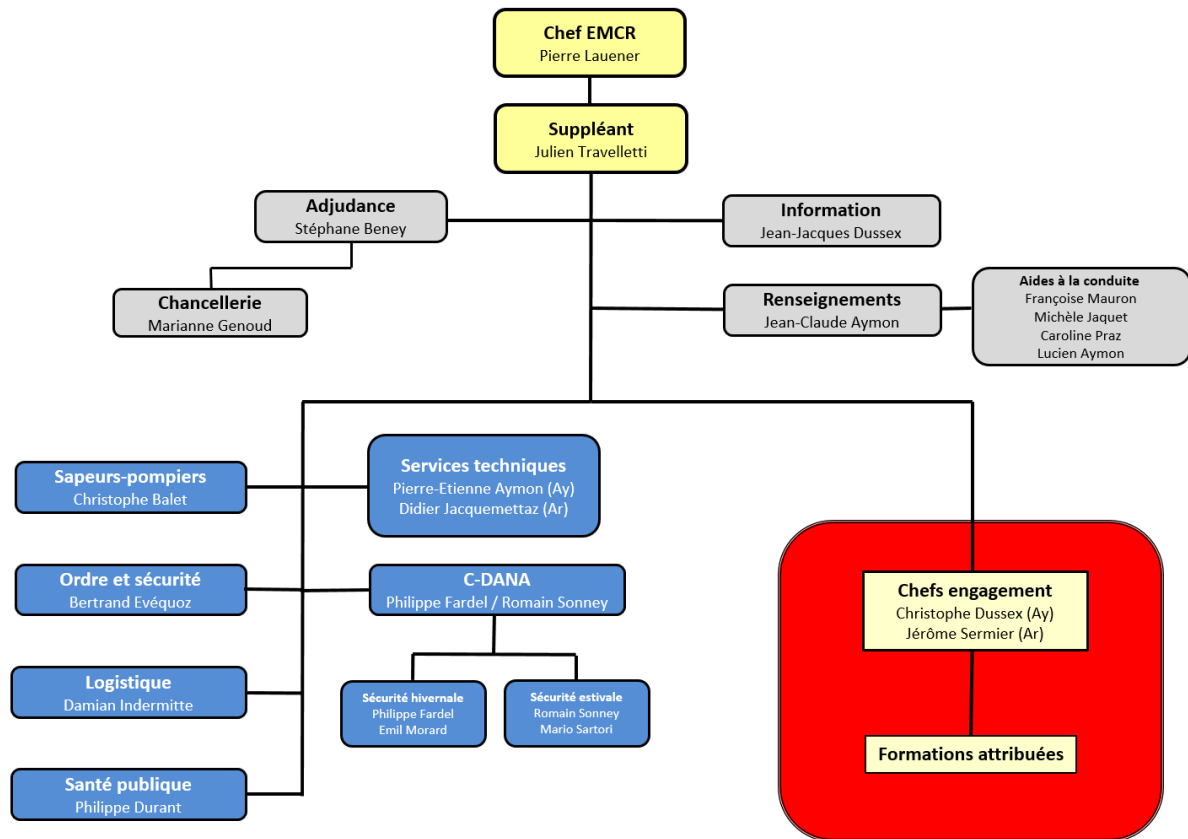 Chef EMCR
Pierre Lauener
Suppléant
Julien Travelletti
Adjudance
Stéphane Beney
Information
Jean-Jacques Dussex
Chancellerie
Marianne Genoud
Renseignements
Jean-Claude Aymon
Aides à la conduite
Françoise Mauron
Michèle Jaquet
Caroline Praz
Lucien Aymon
Sapeurs-pompiers
Christophe Balet
Services techniques
Pierre-Etienne Aymon (Ay)
Didier Jacquemettaz (Ar)
Ordre et sécurité
Bertrand Evéquoz
C-DANA
Philippe Fardel / Romain Sonney
Chefs engagement
Christophe Dussex (Ay)
Jérôme Sermier (Ar)
Logistique
Damian Indermitte
Sécurité hivernale
Philippe Fardel
Emil Morard
Sécurité estivale
Romain Sonney
Mario Sartori
Formations attribuées
Santé publique
Philippe Durant